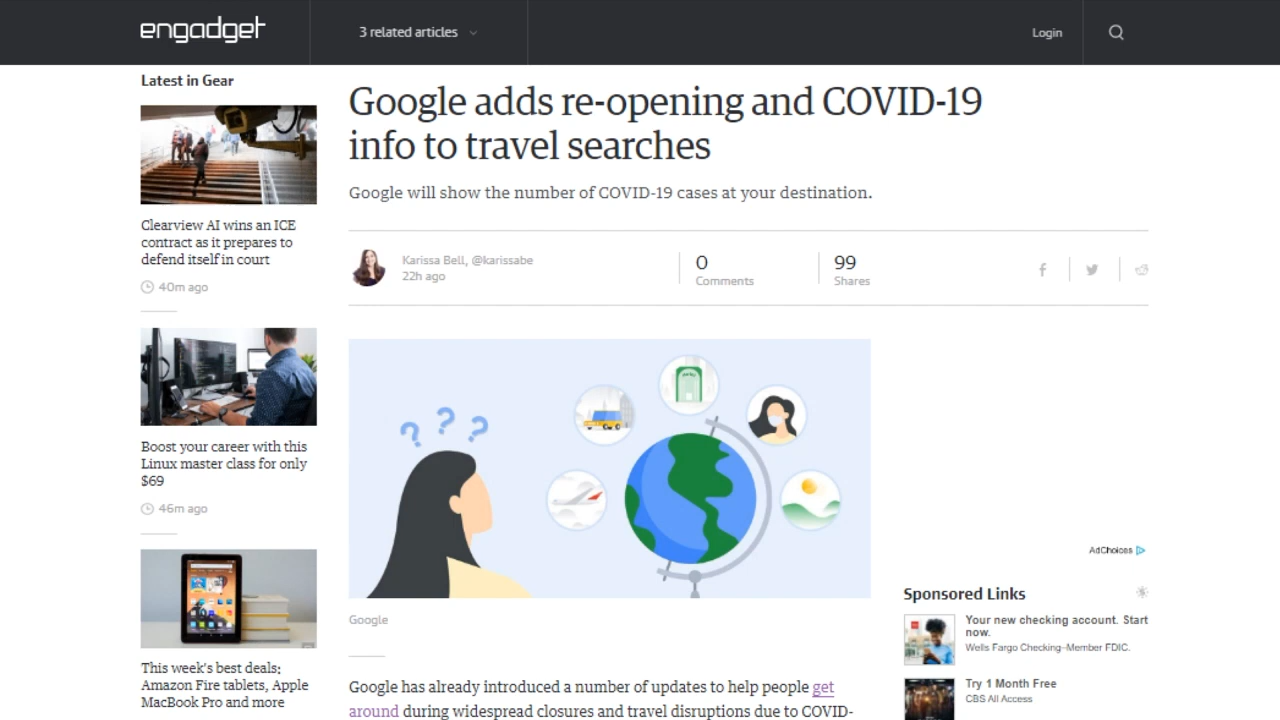 engadget
3 related articles
Login
Latest in Gear
Clearview AI wins an ICE
contract as it prepares to
defend itself in court
40m ago
Boost your career with this
Linux master class for only
$69
46m ago
This week's best deals:
Amazon Fire tablets, Apple
MacBook Pro and more
Google adds re-opening and COVID-19
info to travel searches
Google will show the number of COVID-19 cases at your destination.
Karissa Bell, @karissabe
22h ago
0
Comments
99
Shares
Google
Google has already introduced a number of updates to help people get
around during widespread closures and travel disruptions due to COVID-
AdChoices
Sponsored Links
Your new checking account. Start
now.
Wells Fargo Checking–Member FDIC.
Try 1 Month Free
CBS All Access